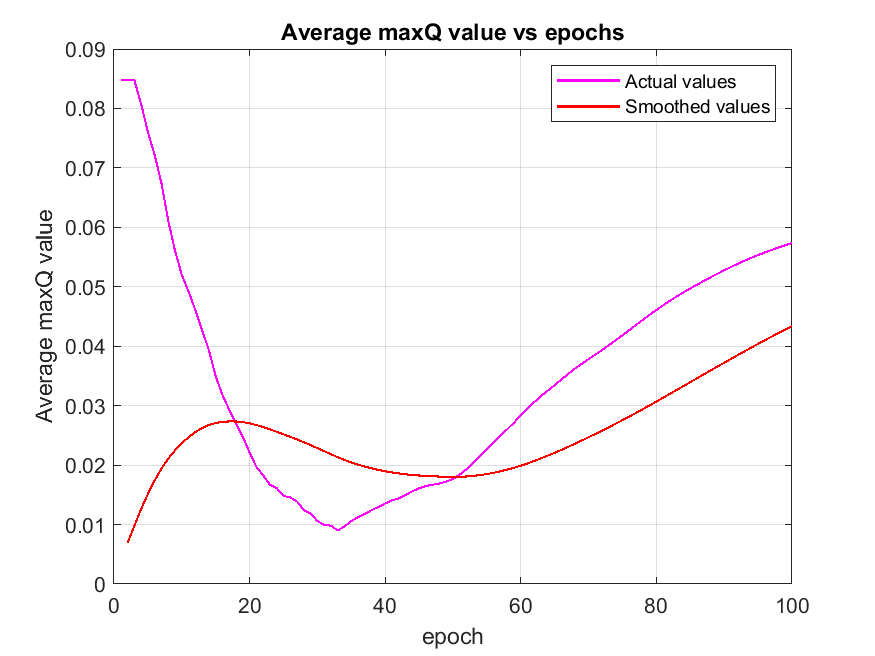 Average maxQ value vs epochs
Actual values
Smoothed values
Average maxQ value
0.09
0.08
0.07
0.06
0.05
0.04
0.03
0.02
0.01
0
0 20 40 60 80 100
epoch